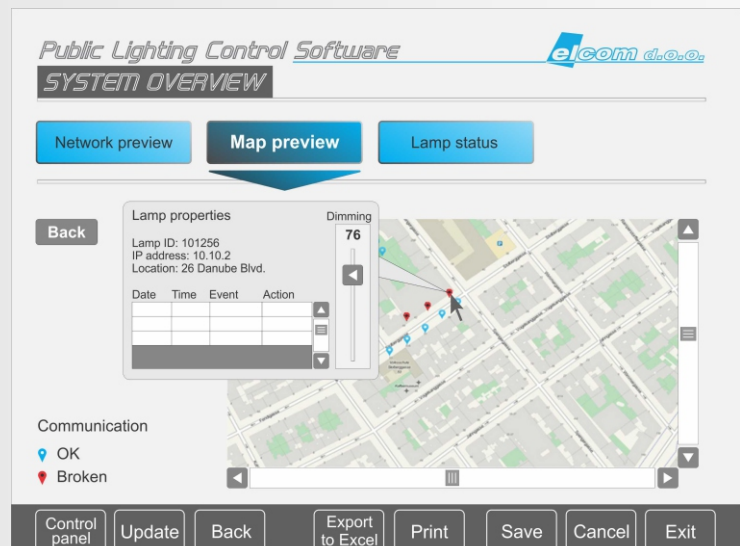 Public Lighting Control Software
elcom d.o.o.
SYSTEM OVERVIEW
Network preview
Map preview
Lamp status
Back
Lamp properties
Dimming
76
Lamp ID: 101256
IP address: 10.10.2
Location: 26 Danube Blvd.
Date Time Event Action
Communication
OK
Broken
Control
panel
Update
Back
Export
to Excel
Print
Save
Cancel
Exit